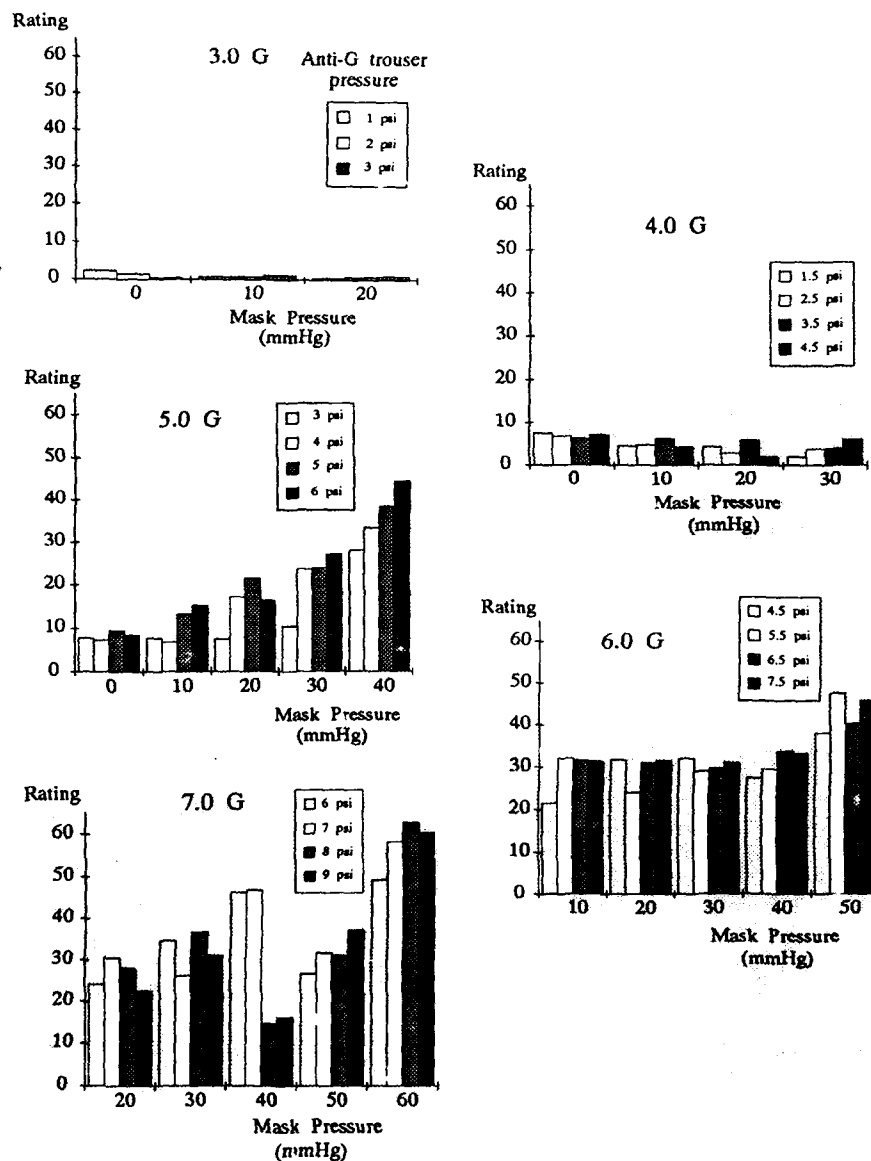 Rating
3.0 G
Anti-G trouser
pressure
1 psi
2 psi
3 psi
60
50
40
30
20
10
0
0 10 20
Mask Pressure
(mmHg)
Rating
4.0 G
1.5 psi
2.5 psi
3.5 psi
4.5 psi
60
50
40
30
20
10
0
0 10 20 30
Mask Pressure
(mmHg)
Rating
5.0 G
3 psi
4 psi
5 psi
6 psi
60
50
40
30
20
10
0
0 10 20 30 40
Mask Pressure
(mmHg)
Rating
6.0 G
4.5 psi
5.5 psi
6.5 psi
7.5 psi
60
50
40
30
20
10
0
10 20 30 40 50
Mask Pressure
(mmHg)
Rating
7.0 G
6 psi
7 psi
8 psi
9 psi
60
50
40
30
20
10
0
20 30 40 50 60
Mask Pressure
(mmHg)